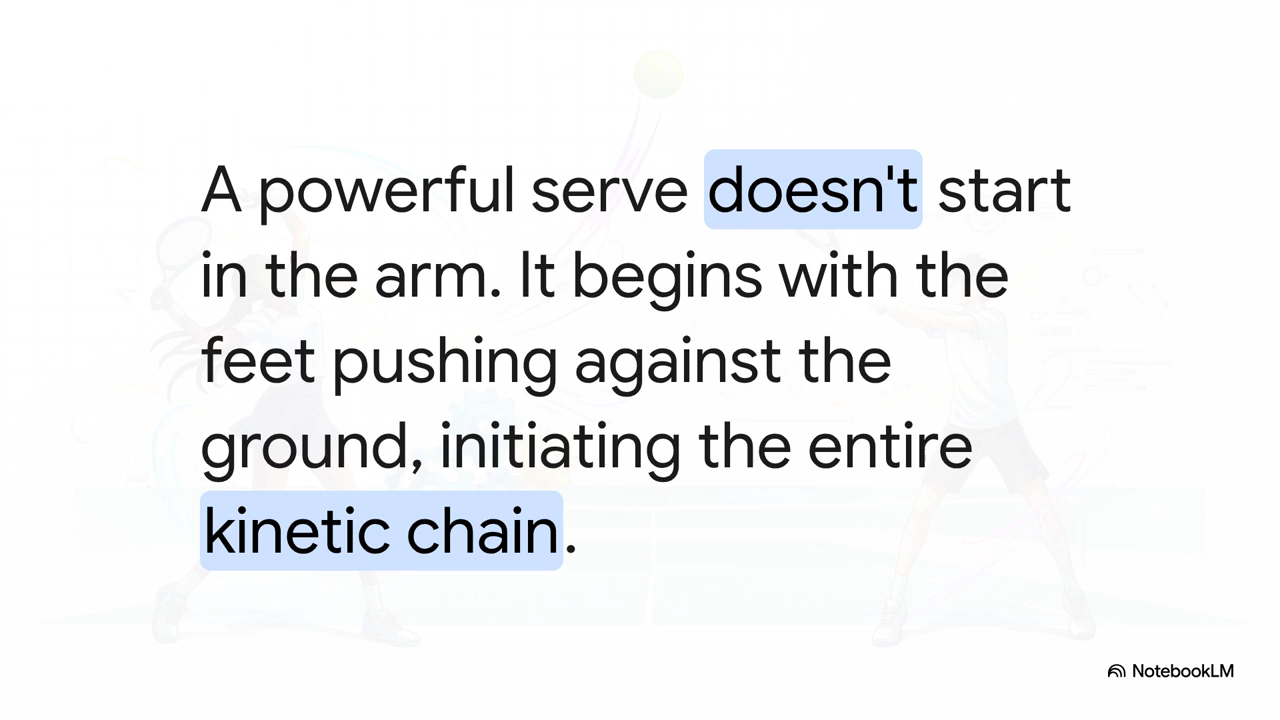 A powerful serve doesn't start
in the arm. It begins with the
feet pushing against the
ground, initiating the entire
kinetic chain.
NotebookLM